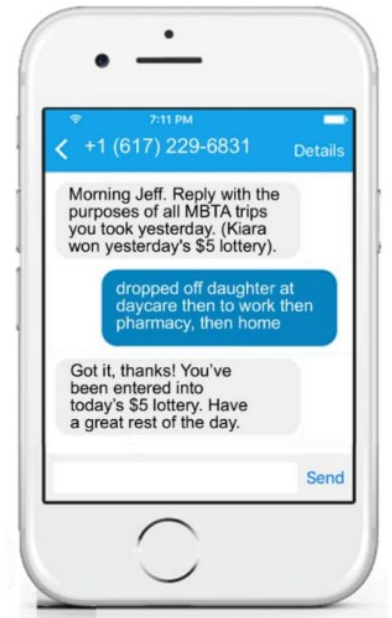 7:11 PM
+1 (617) 229-6831
Details
Morning Jeff. Reply with the
purposes of all MBTA trips
you took yesterday. (Kiara
won yesterday's $5 lottery).
dropped off daughter at
daycare then to work then
pharmacy, then home
Got it, thanks! You've
been entered into
today's $5 lottery. Have
a great rest of the day.
Send